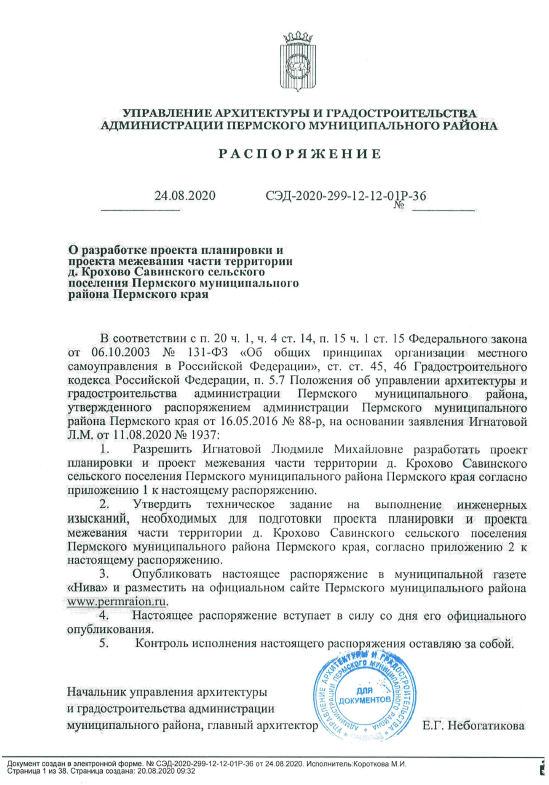 УПРАВЛЕНИЕ АРХИТЕКТУРЫ И ГРАДОСТРОИТЕЛЬСТВА
АДМИНИСТРАЦИИ ПЕРМСКОГО МУНИЦИПАЛЬНОГО РАЙОНА
РАСПОРЯЖЕНИЕ
24.08.2020 СЭД-2020-299-12-12-01Р-36
№
О разработке проекта планировки и
проекта межевания части территории
д. Крохово Савинского сельского
поселения Пермского муниципального
района Пермского края
В соответствии с п. 20 ч. 1, ч. 4 ст. 14, п. 15 ч. 1 ст. 15 Федерального закона
от 06.10.2003 № 131-ФЗ «Об общих принципах организации местного
самоуправления в Российской Федерации», ст. ст. 45, 46 Градостроительного
кодекса Российской Федерации, п. 5.7 Положения об управлении архитектуры и
градостроительства администрации Пермского муниципального района,
утвержденного распоряжением администрации Пермского муниципального
района Пермского края от 16.05.2016 № 88-р, на основании заявления Игнатовой
Л.М. от 11.08.2020 № 1937:
1. Разрешить Игнатовой Людмиле Михайловне разработать проект
планировки и проект межевания части территории д. Крохово Савинского
сельского поселения Пермского муниципального района Пермского края согласно
приложению 1 к настоящему распоряжению.
2. Утвердить техническое задание на выполнение инженерных
изысканий, необходимых для подготовки проекта планировки и проекта
межевания части территории д. Крохово Савинского сельского поселения
Пермского муниципального района Пермского края, согласно приложению 2 к
настоящему распоряжению.
3. Опубликовать настоящее распоряжение в муниципальной газете
«Нива» и разместить на официальном сайте Пермского муниципального района
www.permraion.ru.
4. Настоящее распоряжение вступает в силу со дня его официального
опубликования.
5. Контроль исполнения настоящего распоряжения оставляю за собой.
Начальник управления архитектуры
и градостроительства администрации
муниципального района, главный архитектор Е.Г. Небогатикова
ДЛЯ
ДОКУМЕНТОВ
Документ создан в электронной форме. № СЭД-2020-299-12-12-01Р-36 от 24.08.2020. Исполнитель:Короткова М.И.
Страница 1 из 38. Страница создана: 20.08.2020 09:32